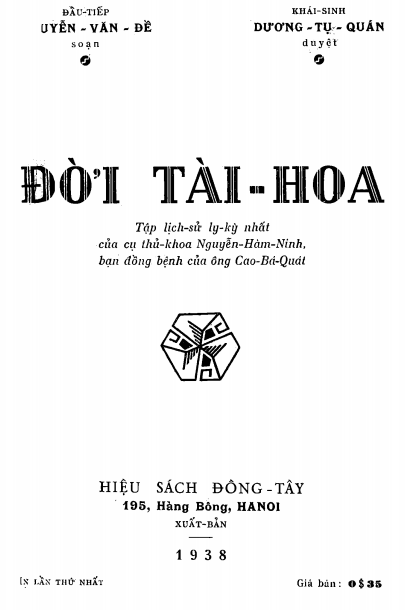 ĐẦU-TIẾP
UYỄN-VĂN-ĐỀ
soạn
KHÁI-SINH
DƯƠNG-TỤ-QUÁN
duyệt
ĐỜI TÀI-HOA
Tập lịch-sử ly-kỳ nhất
của cụ thủ-khoa Nguyễn-Hàm-Ninh,
bạn đồng bệnh của ông Cao-Bá-Quát
HIỆU SÁCH ĐÔNG-TÂY
195, Hàng Bông, HANOI
XUẤT-BẢN
1938
IN LẦN THỨ NHẤT
Giá bán: 0$35